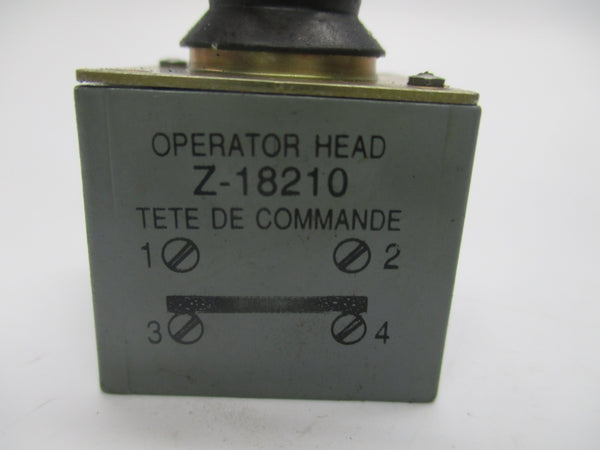 OPERATOR HEAD
Z-18210
TETE DE COMMANDE
1 2
3 4